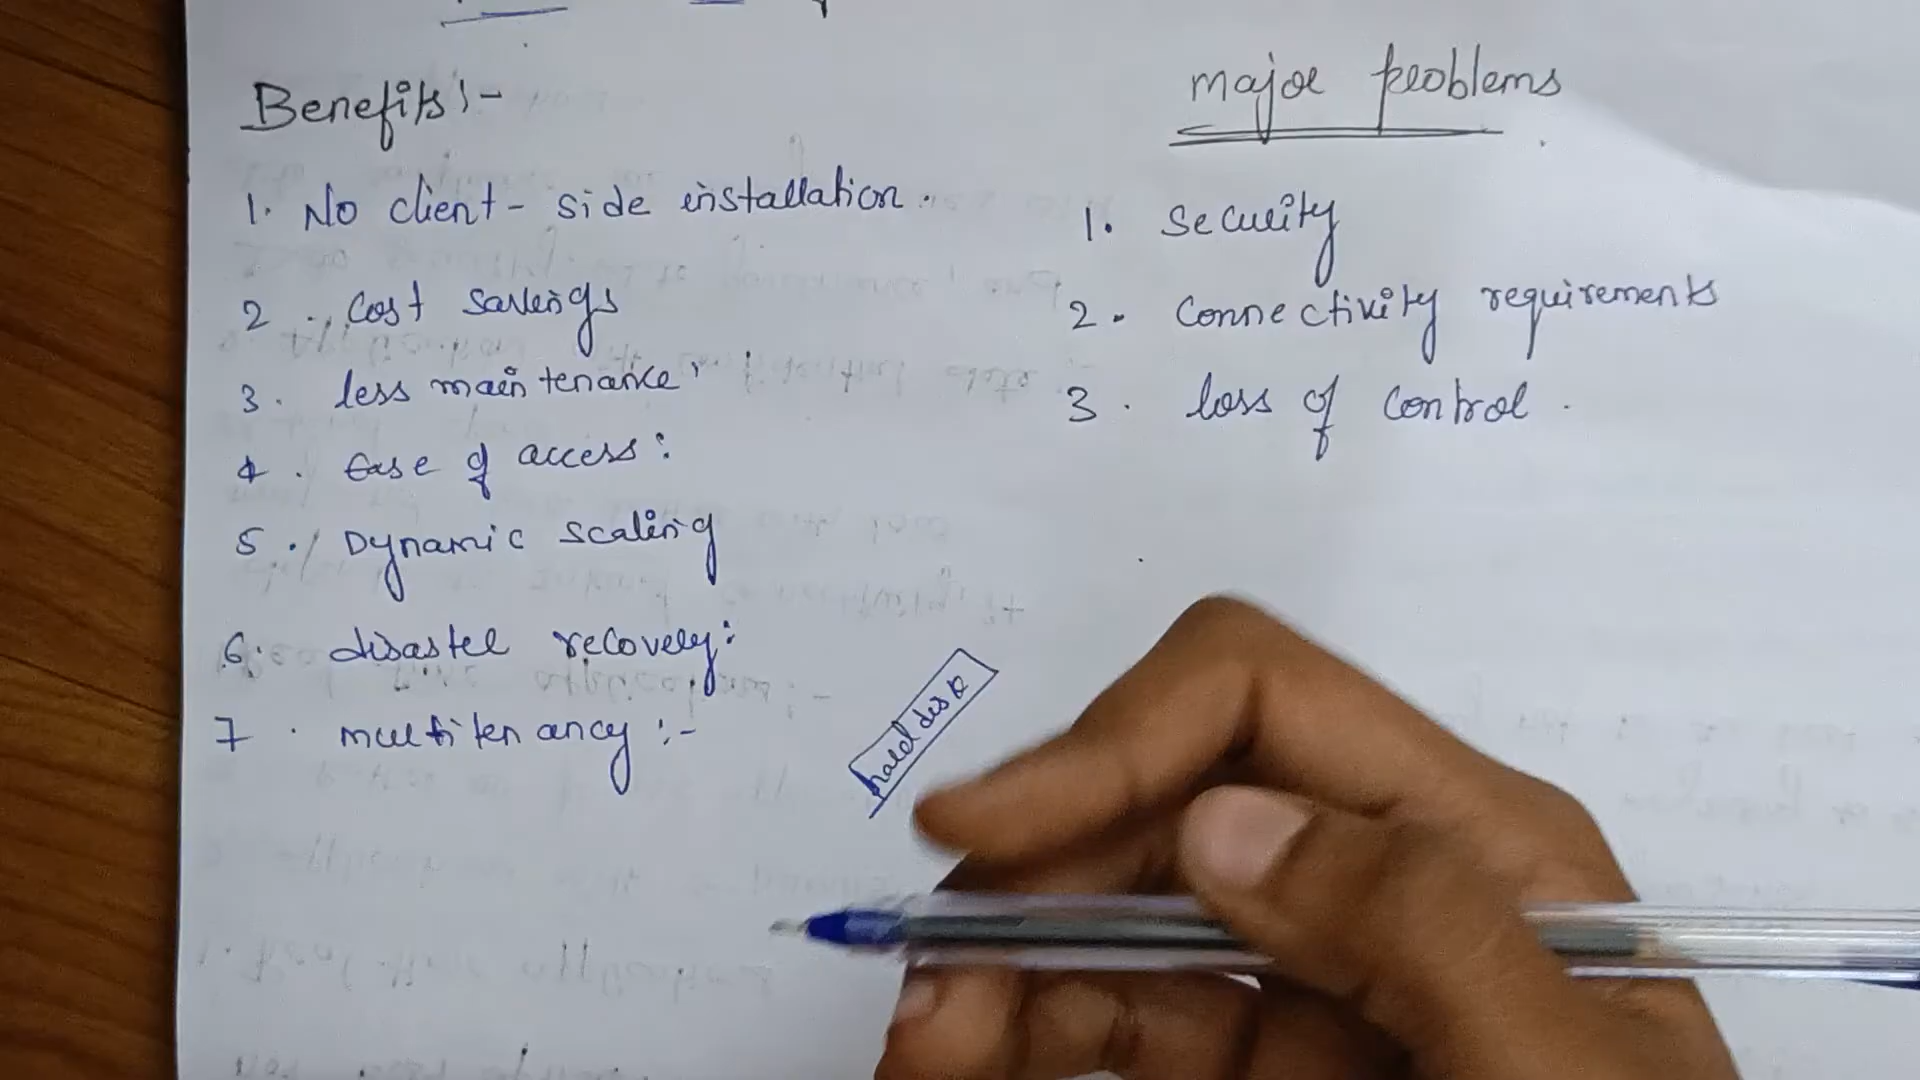 Benefits:-
1. No client-side installation.
2. Cost savings
3. less maintenance
4. Ease of access:
5. Dynamic scaling
6. disaster recovery:
7. multitenancy:-
hard disk
major problems
1. Security
2. Connectivity requirements
3. loss of control.